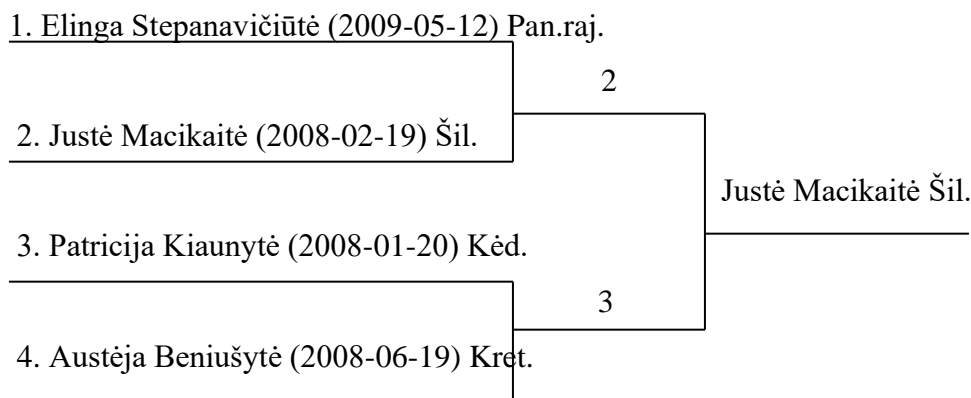 1. Elinga Stepanavičiūtė (2009-05-12) Pan.raj.
2
2. Justė Macikaitė (2008-02-19) Šil.
Justė Macikaitė Šil.
3. Patricija Kiaunytė (2008-01-20) Kėd.
3
4. Austėja Beniušytė (2008-06-19) Kret.